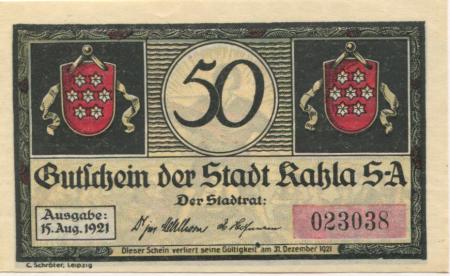 50
Gutschein der Stadt Kahla S-A
Der Stadtrat:
Ausgabe:
15. Aug. 1921
023038
Dieser Schein verliert seine Gültigkeit am 31. Dezember 1921
C. Schröter, Leipzig